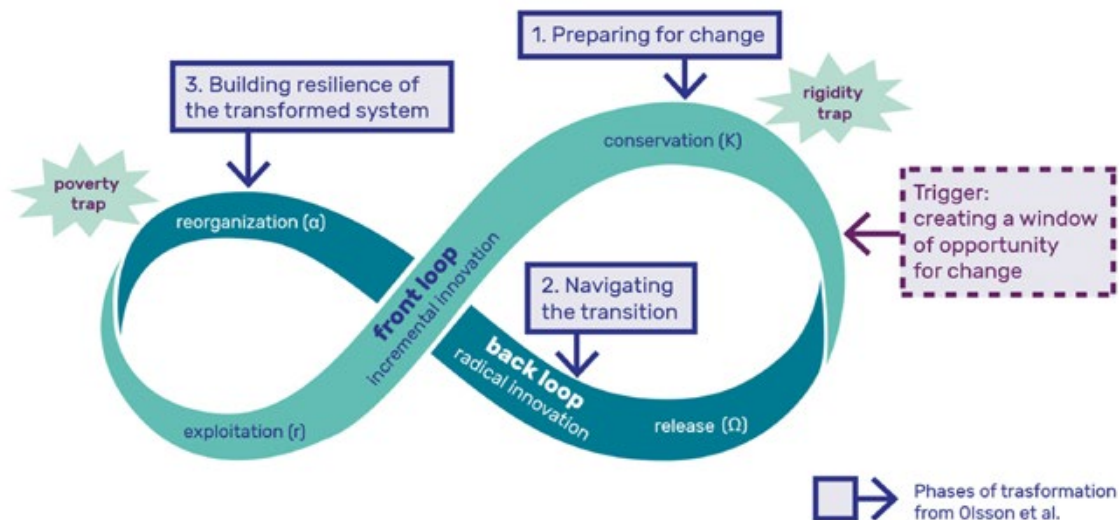 1. Preparing for change
3. Building resilience of
the transformed system
rigidity
trap
conservation (K)
poverty
trap
reorganization (α)
Trigger:
creating a window
of opportunity
for change
front loop
incremental innovation
2. Navigating
the transition
back loop
radical innovation
exploitation (r)
release (Ω)
Phases of trasformation
from Olsson et al.